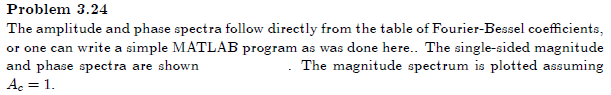 Problem 3.24
The amplitude and phase spectra follow directly from the table of Fourier-Bessel coefficients,
or one can write a simple MATLAB program as was done here.. The single-sided magnitude
and phase spectra are shown . The magnitude spectrum is plotted assuming
A_c = 1.